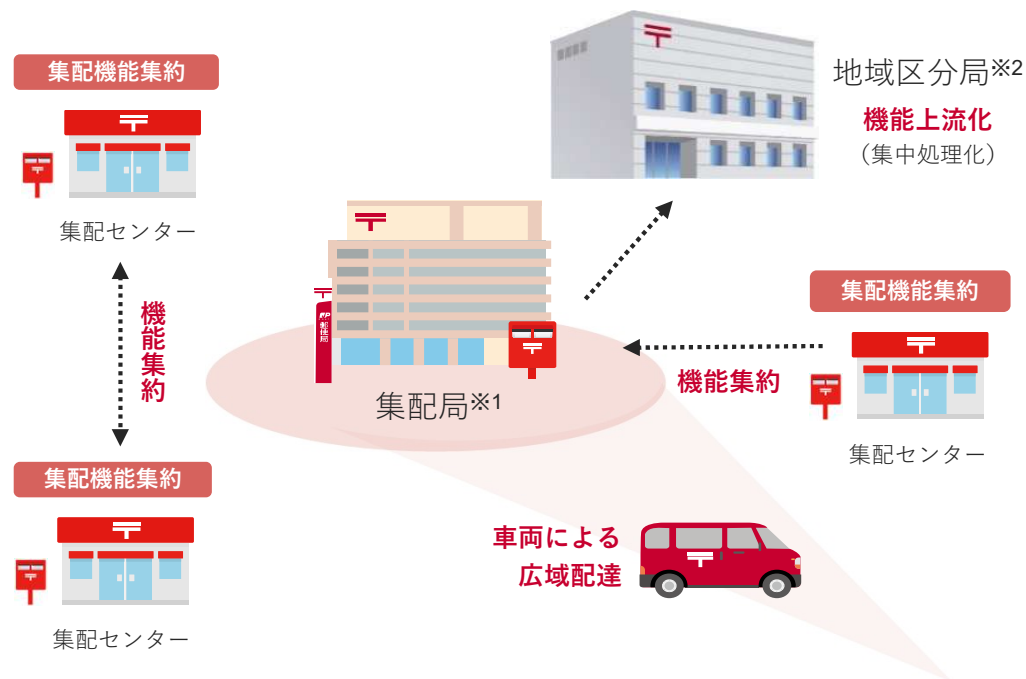 集配機能集約
集配センター
機能集約
集配機能集約
集配センター
地域区分局※2
機能上流化
（集中処理化）
郵便局
集配局※1
集配機能集約
機能集約
集配センター
車両による
広域配達